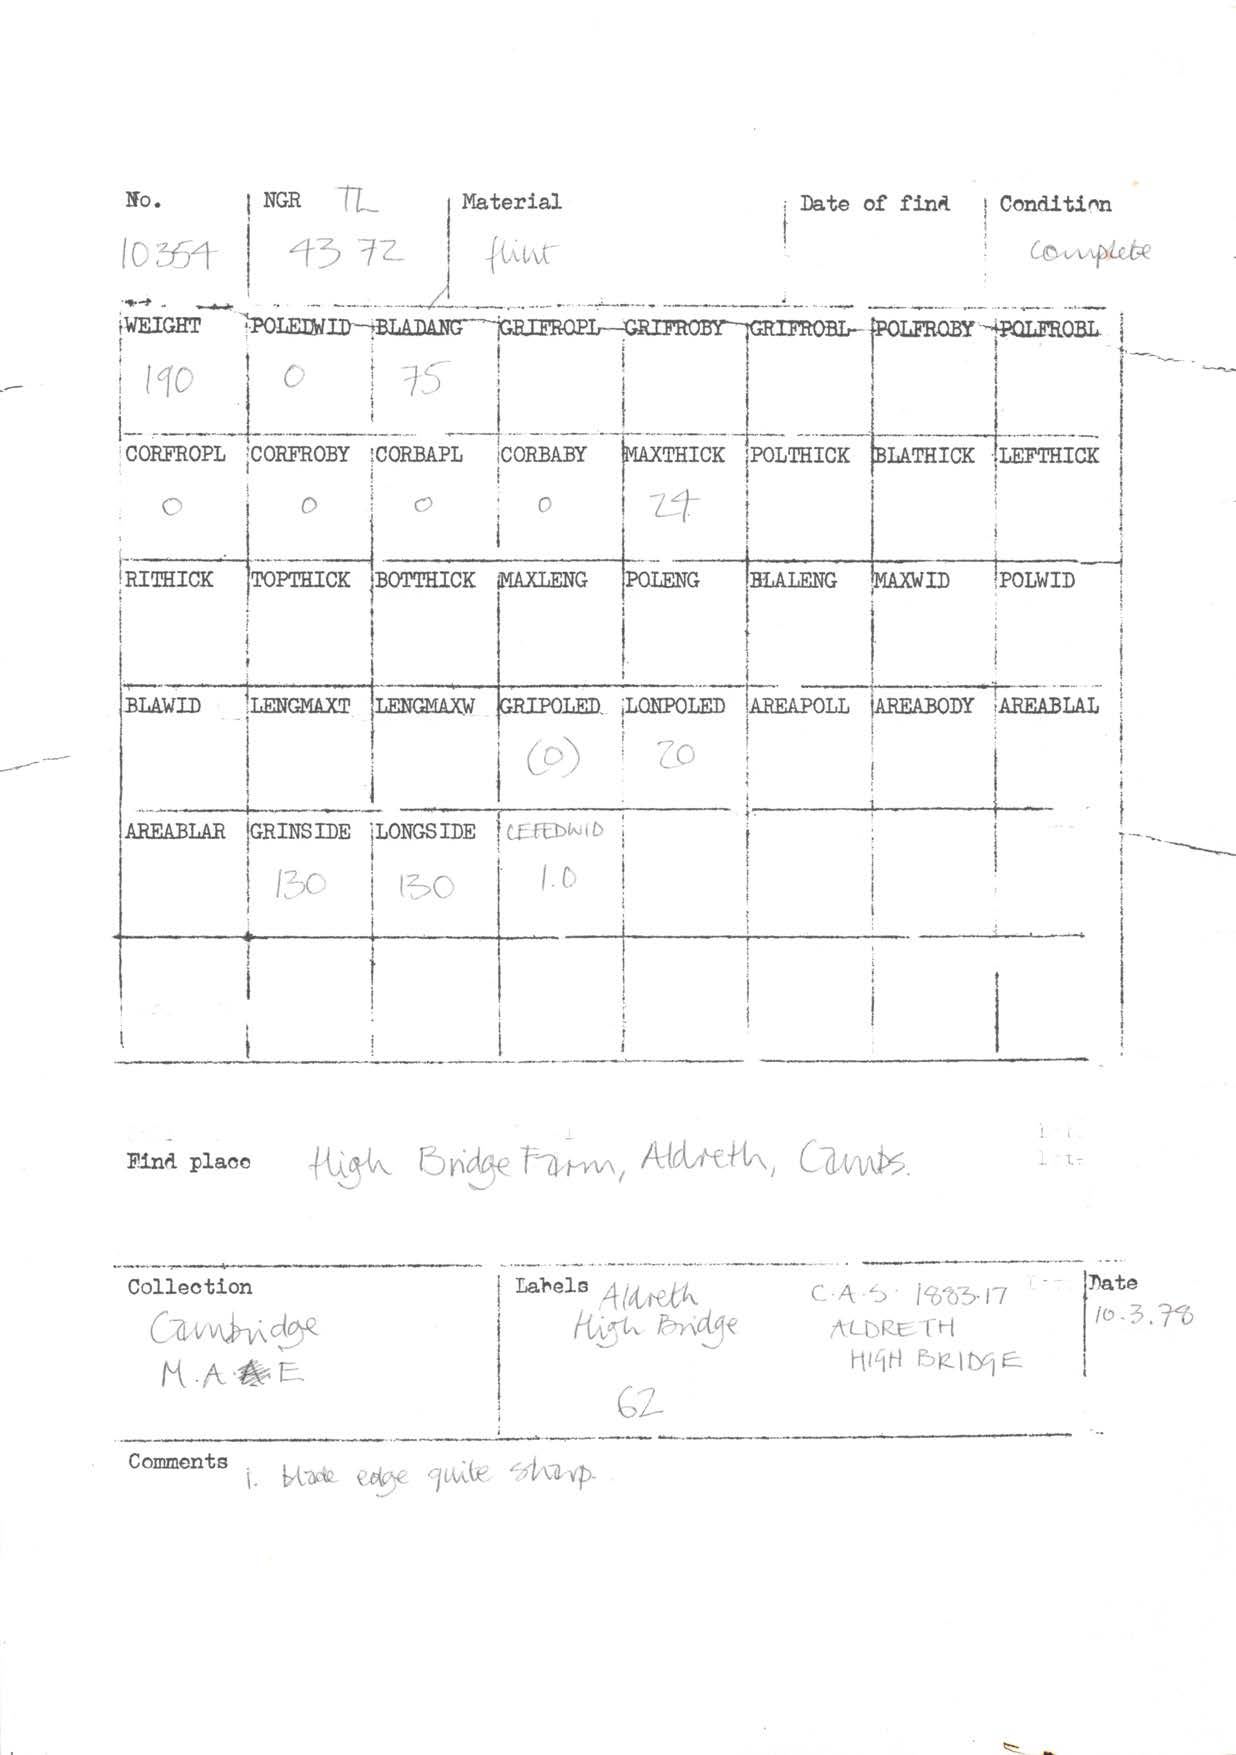 No. NGR TL Material Date of find Condition
10354 43 72 flint complete
WEIGHT POLEDWID BLADANG GRIFROPL GRIFROBY GRIFROBL POLFROBY POLFROBL
190 0 75
CORFROPL CORFROBY CORBAPL CORBABY MAXTHICK POLTHICK BLATHICK LEFTHICK
0 0 0 0 24
RITHICK TOPTHICK BOTTHICK MAXLENG POLENG BLALENG MAXWID POLWID
BLAWID LENGMAXT LENGMAXW GRIPOLED LONPOLED AREAPOLL AREABODY AREABLAL
(0) 20
AREABLAR GRINSIDE LONGSIDE CEFEDWID
130 130 1.0
Find place High Bridge Farm, Aldreth, Cambs.
Collection Labels Aldreth C.A.S. 1883.17 Date
Cambridge High Bridge ALDRETH 10.3.78
M.A.E HIGH BRIDGE
62
Comments i. blade edge quite sharp.